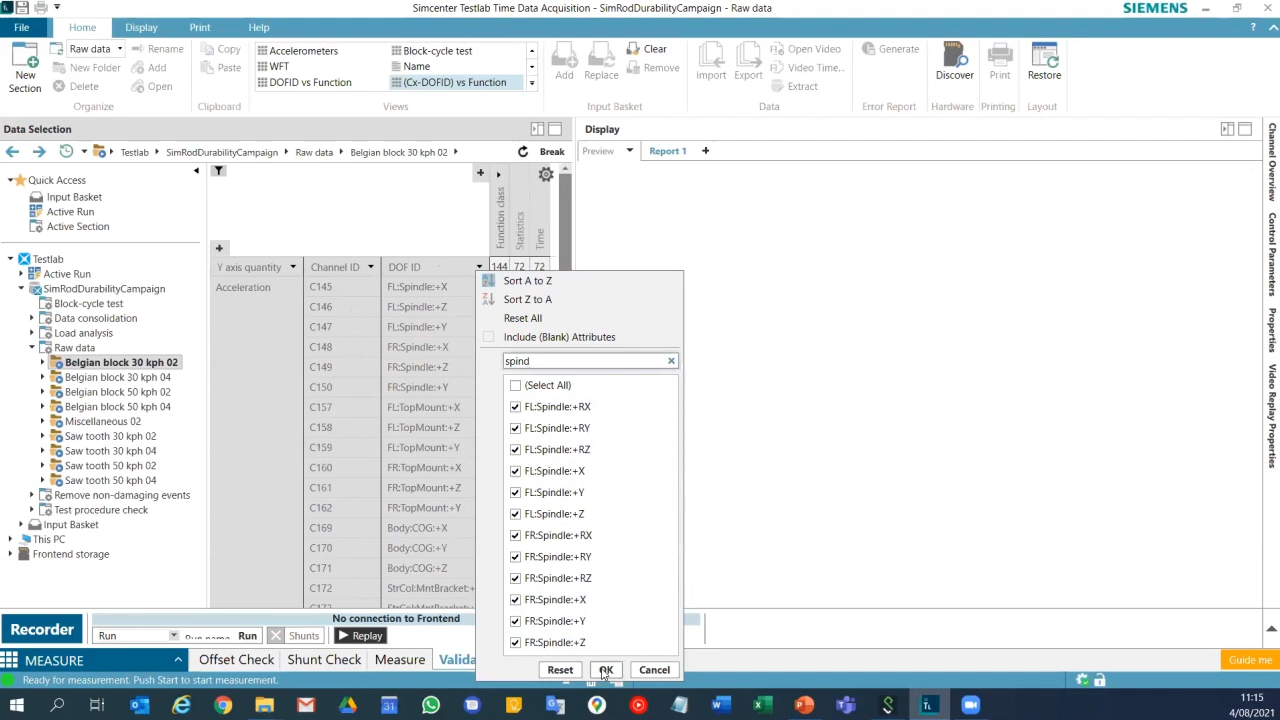 Simcenter Testlab Time Data Acquisition - SimRodDurabilityCampaign - Raw data
SIEMENS
File
Home
Display
Print
Help
New Section
Raw data
Rename
New Folder
Add
Delete
Open
Organize
Copy
Paste
Clipboard
Accelerometers
Block-cycle test
WFT
Name
DOFID vs Function
(Cx-DOFID) vs Function
Views
Add
Replace
Clear
Remove
Input Basket
Import
Export
Open Video
Video Time...
Extract
Data
Generate
Error Report
Discover
Hardware
Print
Printing
Restore
Layout
Data Selection
Testlab
SimRodDurabilityCampaign
Raw data
Belgian block 30 kph 02
Break
Quick Access
Input Basket
Active Run
Active Section
Testlab
Active Run
SimRodDurabilityCampaign
Block-cycle test
Data consolidation
Load analysis
Raw data
Belgian block 30 kph 02
Belgian block 30 kph 04
Belgian block 50 kph 02
Belgian block 50 kph 04
Miscellaneous 02
Saw tooth 30 kph 02
Saw tooth 30 kph 04
Saw tooth 50 kph 02
Saw tooth 50 kph 04
Remove non-damaging events
Test procedure check
Input Basket
This PC
Frontend storage
Function class
Statistics
Time
Y axis quantity
Channel ID
DOF ID
144 72 72
Acceleration
C145 FL:Spindle:+X
C146 FL:Spindle:+Z
C147 FL:Spindle:+Y
C148 FR:Spindle:+X
C149 FR:Spindle:+Z
C150 FR:Spindle:+Y
C157 FL:TopMount:+X
C158 FL:TopMount:+Z
C159 FL:TopMount:+Y
C160 FR:TopMount:+X
C161 FR:TopMount:+Z
C162 FR:TopMount:+Y
C169 Body:COG:+X
C170 Body:COG:+Y
C171 Body:COG:+Z
C172 StrCol:MntBracket:+
Sort A to Z
Sort Z to A
Reset All
Include (Blank) Attributes
spind
(Select All)
FL:Spindle:+RX
FL:Spindle:+RY
FL:Spindle:+RZ
FL:Spindle:+X
FL:Spindle:+Y
FL:Spindle:+Z
FR:Spindle:+RX
FR:Spindle:+RY
FR:Spindle:+RZ
FR:Spindle:+X
FR:Spindle:+Y
FR:Spindle:+Z
Reset
OK
Cancel
Display
Preview
Report 1
Channel Overview
Control Parameters
Properties
Video Replay Properties
No connection to Frontend
Recorder
Run
Run name
Run
Shunts
Replay
MEASURE
Offset Check
Shunt Check
Measure
Valida
Guide me
Ready for measurement. Push Start to start measurement.
11:15
4/08/2021